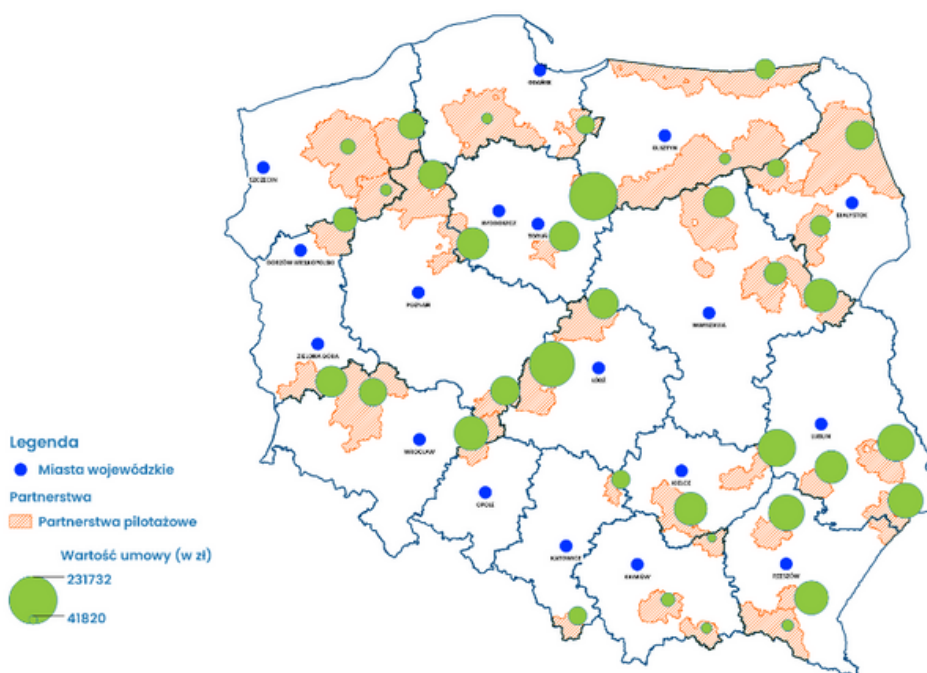 GDAŃSK
OLSZTYN
SZCZECIN
BIAŁYSTOK
BYDGOSZCZ
TORUŃ
GORZÓW WIELKOPOLSKI
POZNAŃ
WARSZAWA
ZIELONA GÓRA
ŁÓDŹ
LUBLIN
WROCŁAW
KIELCE
OPOLE
KATOWICE
KRAKÓW
RZESZÓW
Legenda
Miasta wojewódzkie
Partnerstwa
Partnerstwa pilotażowe
Wartość umowy (w zł)
231732
41820